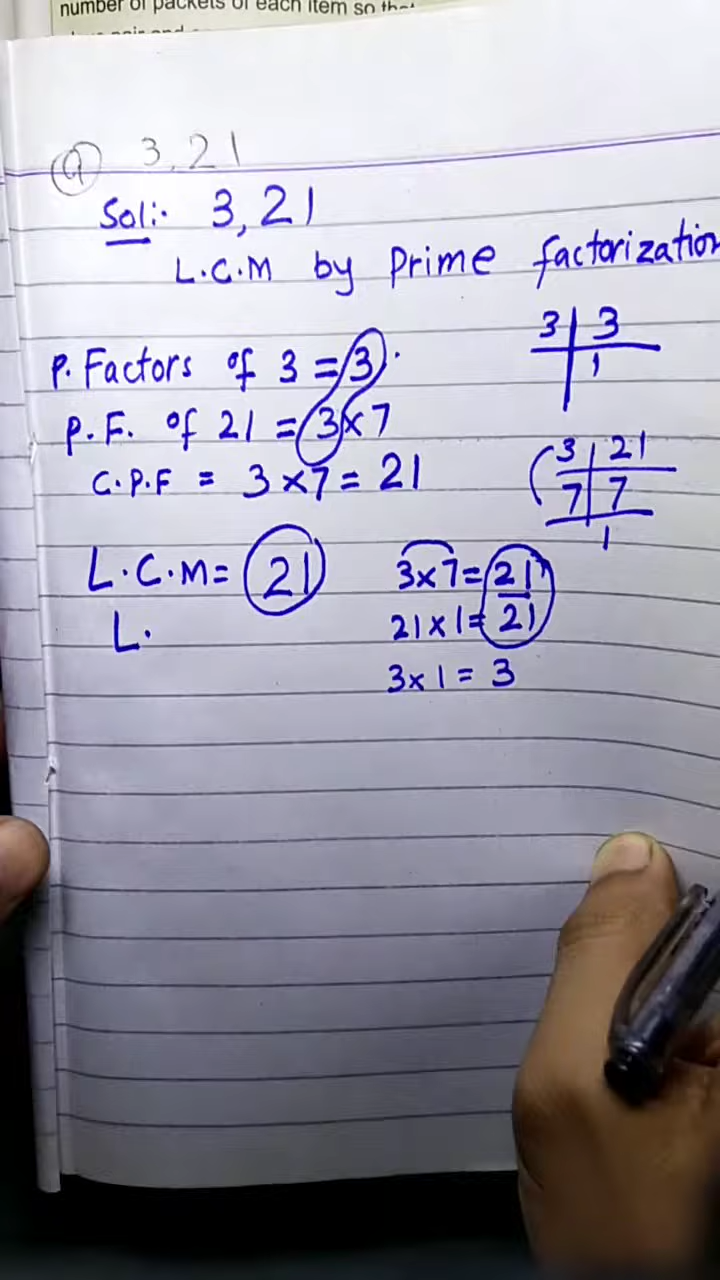 number of packets of each item so that
(9) 3, 21
Sol:- 3, 21
L.C.M by Prime factorization
P. Factors of 3 = 3.
P.F. of 21 = 3 x 7
C.P.F = 3 x 7 = 21
L.C.M = 21
L.
3 | 3
1
3 | 21
7 | 7
1
3 x 7 = 21
21 x 1 = 21
3 x 1 = 3